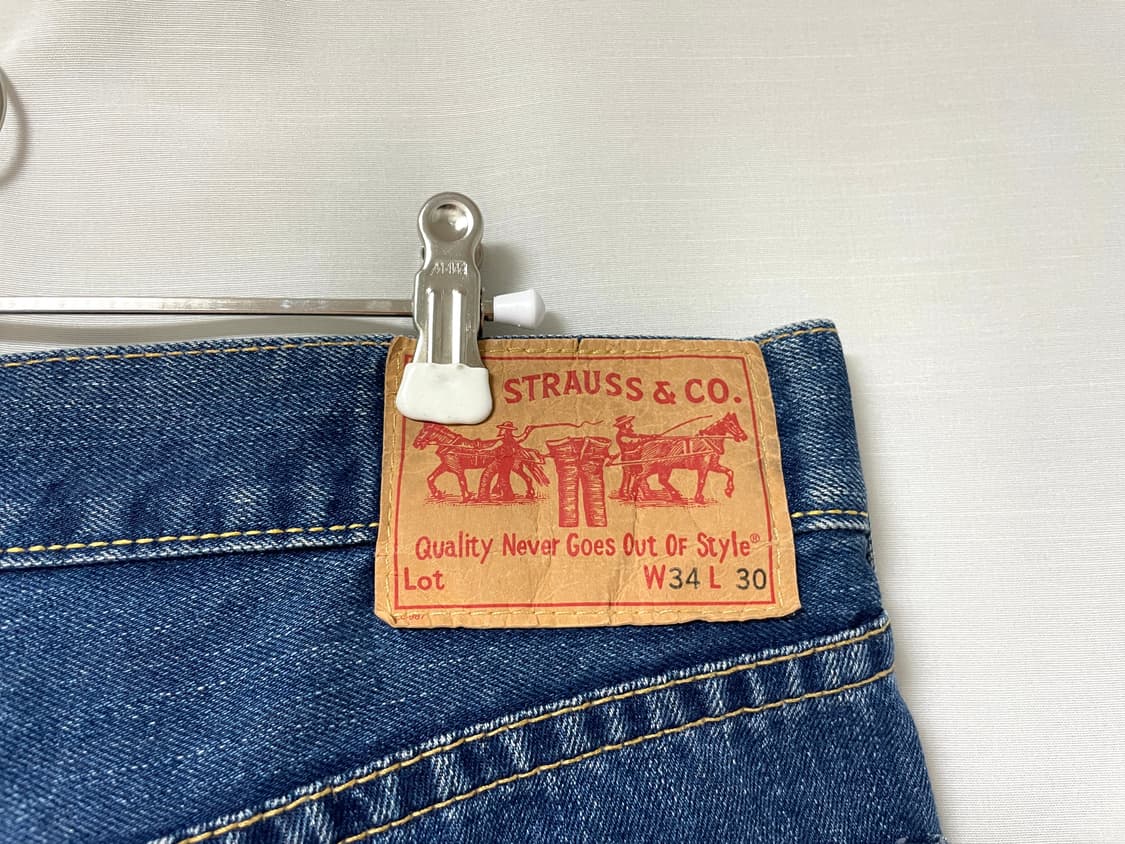 STRAUSS & CO.
Quality Never Goes Out Of Style®
Lot W34 L 30